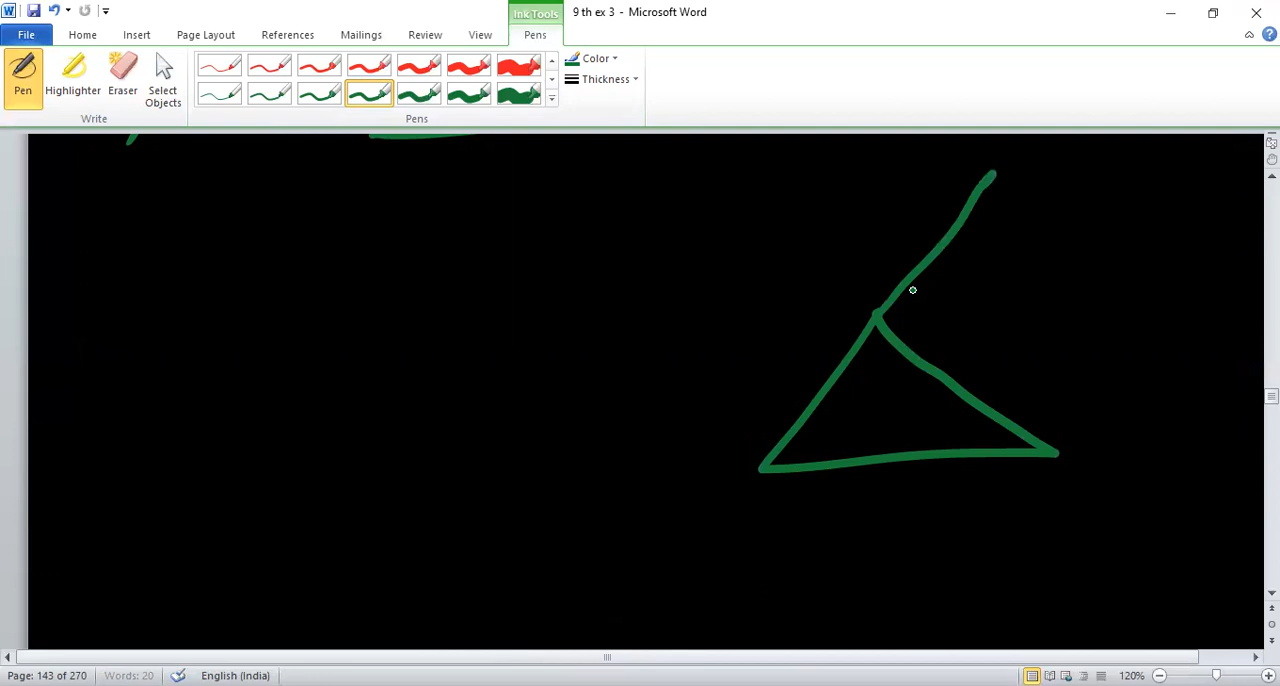 Ink Tools 9 th ex 3 - Microsoft Word
File Home Insert Page Layout References Mailings Review View Pens
Pen Highlighter Eraser Select Objects
Color
Thickness
Write Pens
Page: 143 of 270 Words: 20 English (India) 120%